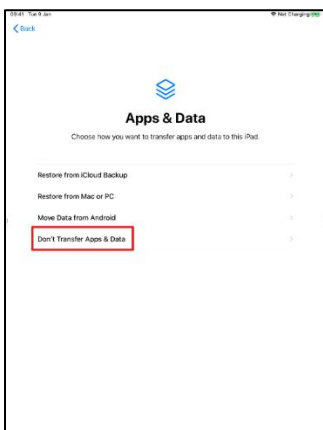 09:41 Tue 9 Jan
Not Charging
Back
Apps & Data
Choose how you want to transfer apps and data to this iPad.
Restore from iCloud Backup
Restore from Mac or PC
Move Data from Android
Don't Transfer Apps & Data